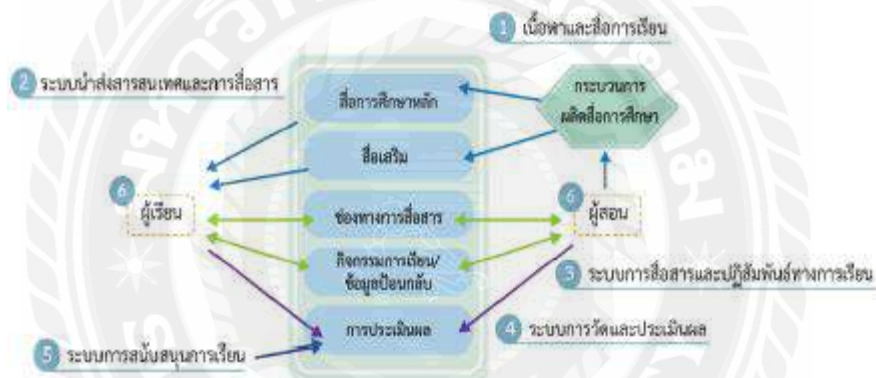 1 เนื้อหาและสื่อการเรียน
2 ระบบนำส่งสารสนเทศและการสื่อสาร
สื่อการศึกษาหลัก
กระบวนการ
ผลิตสื่อการศึกษา
สื่อเสริม
6
ผู้เรียน
ช่องทางการสื่อสาร
6
ผู้สอน
กิจกรรมการเรียน/
ข้อมูลป้อนกลับ
3 ระบบการสื่อสารและปฏิสัมพันธ์ทางการเรียน
การประเมินผล
4 ระบบการวัดและประเมินผล
5 ระบบการสนับสนุนการเรียน